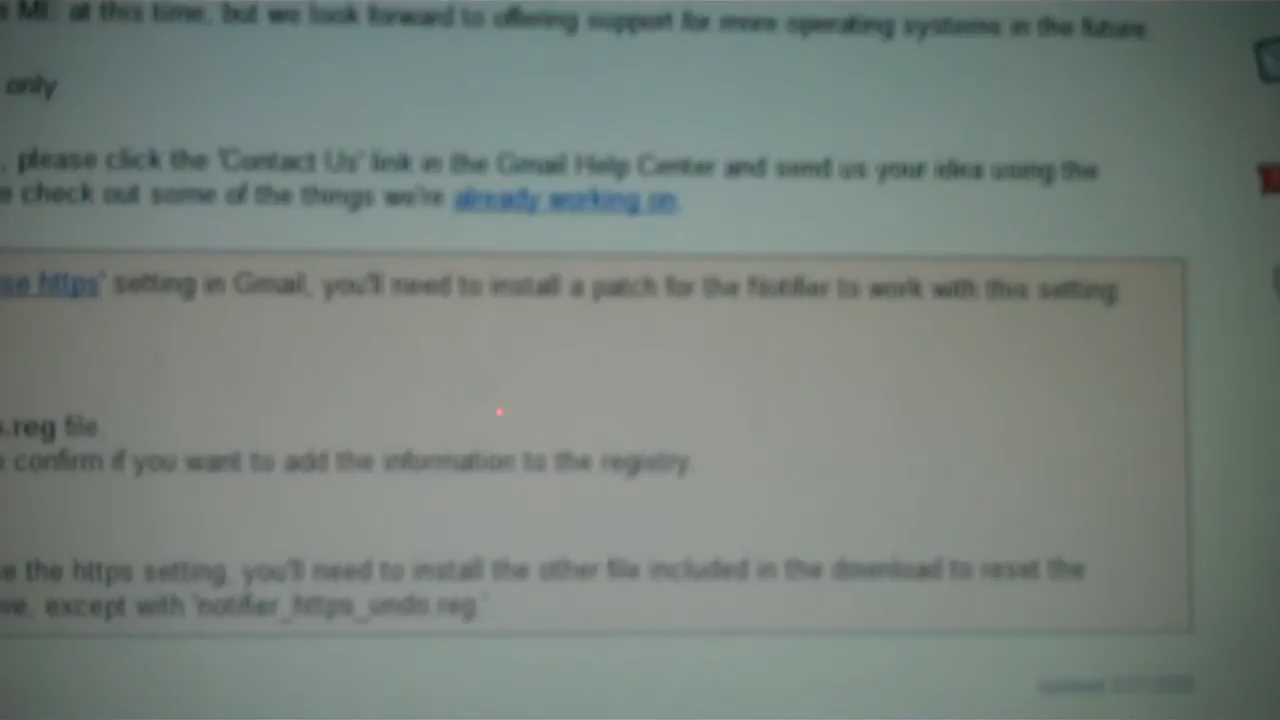 ME at this time, but we look forward to offering support for more operating systems in the future
only
, please click the 'Contact Us' link in the Gmail Help Center and send us your idea using the
check out some of the things we're already working on.
https' setting in Gmail, you'll need to install a patch for the Notifier to work with this setting
.reg file.
confirm if you want to add the information to the registry.
the https setting, you'll need to install the other file included in the download to reset the
except with 'notifier_https_undo.reg.'
updated